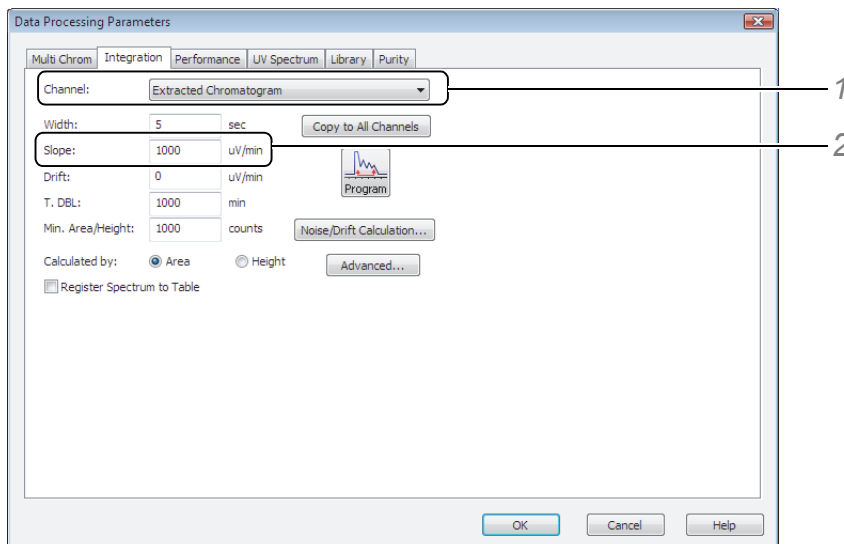 Data Processing Parameters
Multi Chrom Integration Performance UV Spectrum Library Purity
Channel: Extracted Chromatogram
1
Width: 5 sec Copy to All Channels
Slope: 1000 uV/min
2
Drift: 0 uV/min
Program
T. DBL: 1000 min
Min. Area/Height: 1000 counts Noise/Drift Calculation...
Calculated by: Area Height Advanced...
Register Spectrum to Table
OK Cancel Help